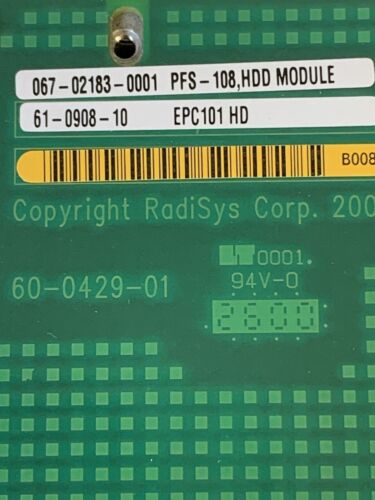 067-02183-0001 PFS-108,HDD MODULE
61-0908-10 EPC101 HD
B008
Copyright RadiSys Corp. 200
0001.
60-0429-01
94V-0
2600